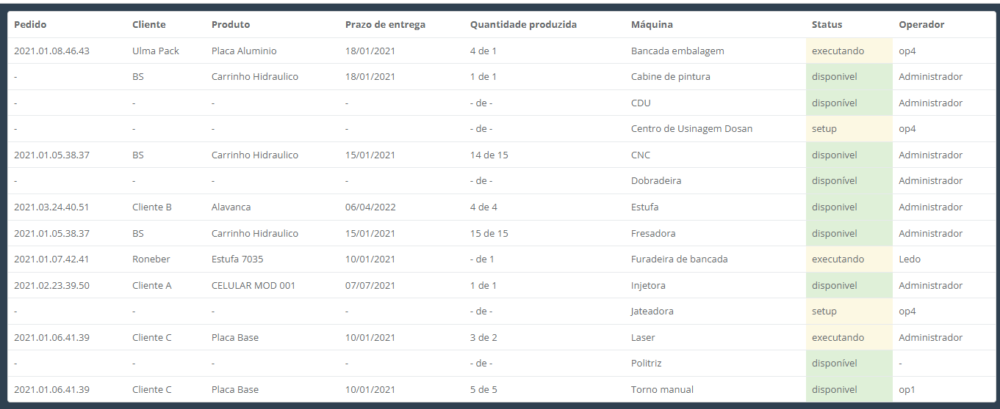 Pedido Cliente Produto Prazo de entrega Quantidade produzida Máquina Status Operador
2021.01.08.46.43 Ulma Pack Placa Aluminio 18/01/2021 4 de 1 Bancada embalagem executando op4
- BS Carrinho Hidraulico 18/01/2021 1 de 1 Cabine de pintura disponivel Administrador
- - - - - de - CDU disponível Administrador
- - - - - de - Centro de Usinagem Dosan setup op4
2021.01.05.38.37 BS Carrinho Hidraulico 15/01/2021 14 de 15 CNC disponivel Administrador
- - - - - de - Dobradeira disponível Administrador
2021.03.24.40.51 Cliente B Alavanca 06/04/2022 4 de 4 Estufa disponivel Administrador
2021.01.05.38.37 BS Carrinho Hidraulico 15/01/2021 15 de 15 Fresadora disponivel Administrador
2021.01.07.42.41 Roneber Estufa 7035 10/01/2021 - de 1 Furadeira de bancada executando Ledo
2021.02.23.39.50 Cliente A CELULAR MOD 001 07/07/2021 1 de 1 Injetora disponivel Administrador
- - - - - de - Jateadora setup op4
2021.01.06.41.39 Cliente C Placa Base 10/01/2021 3 de 2 Laser executando Administrador
- - - - - de - Politriz disponível -
2021.01.06.41.39 Cliente C Placa Base 10/01/2021 5 de 5 Torno manual disponivel op1